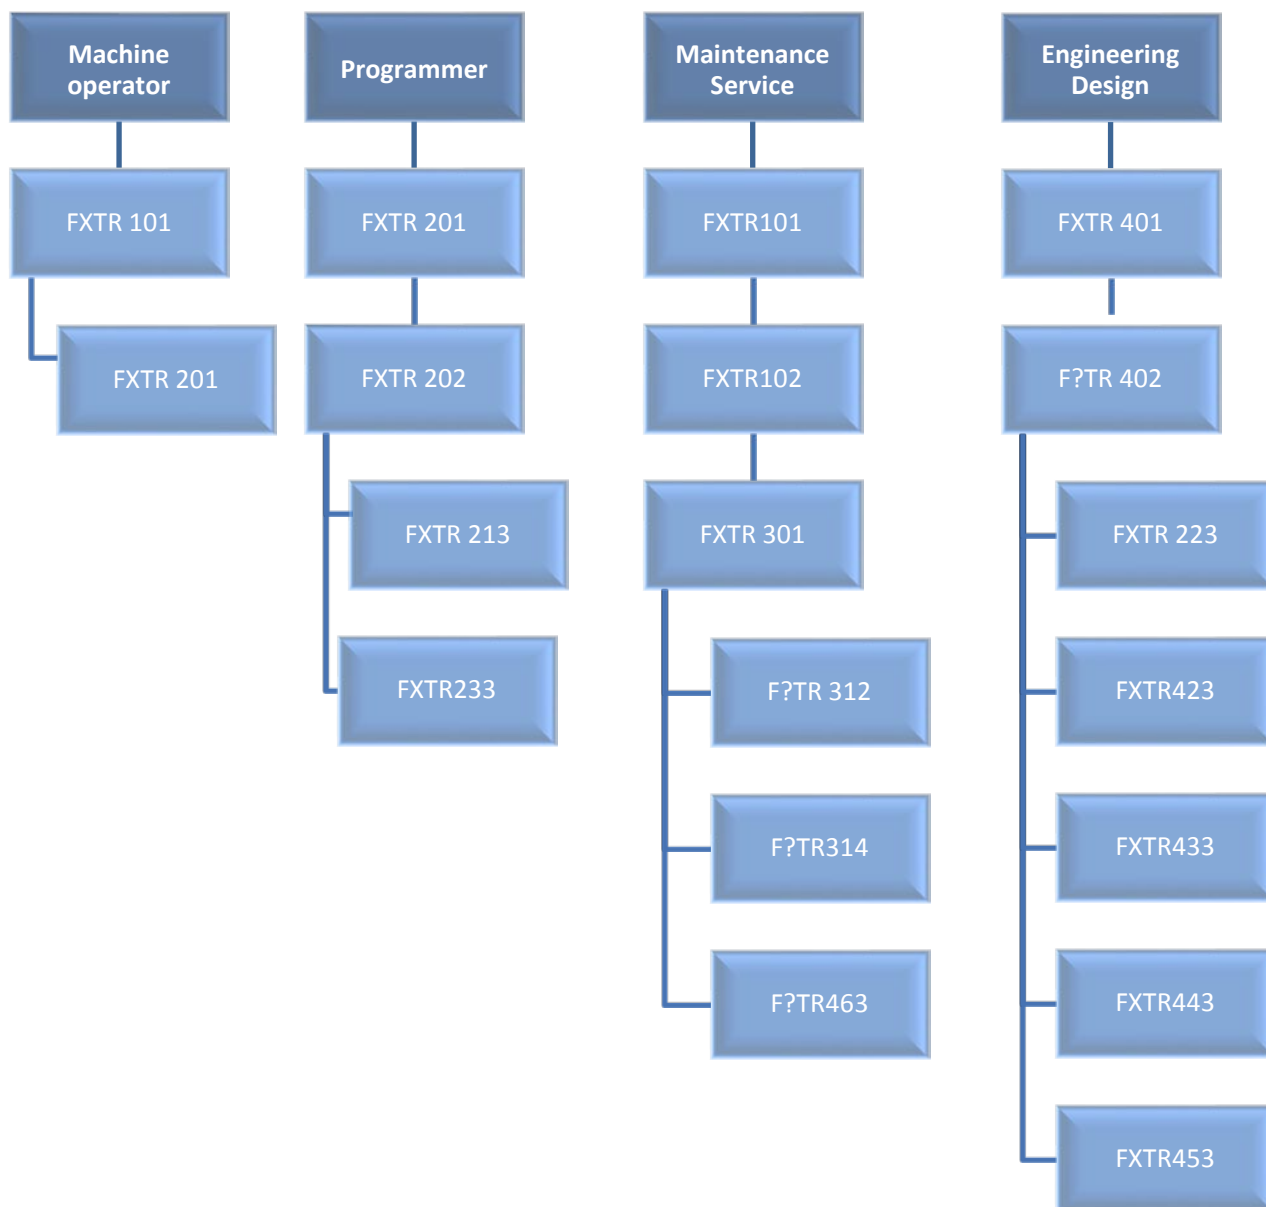 Machine
operator
FXTR 101
FXTR 201
Programmer
FXTR 201
FXTR 202
FXTR 213
FXTR233
Maintenance
Service
FXTR101
FXTR102
FXTR 301
F?TR 312
F?TR314
F?TR463
Engineering
Design
FXTR 401
F?TR 402
FXTR 223
FXTR423
FXTR433
FXTR443
FXTR453